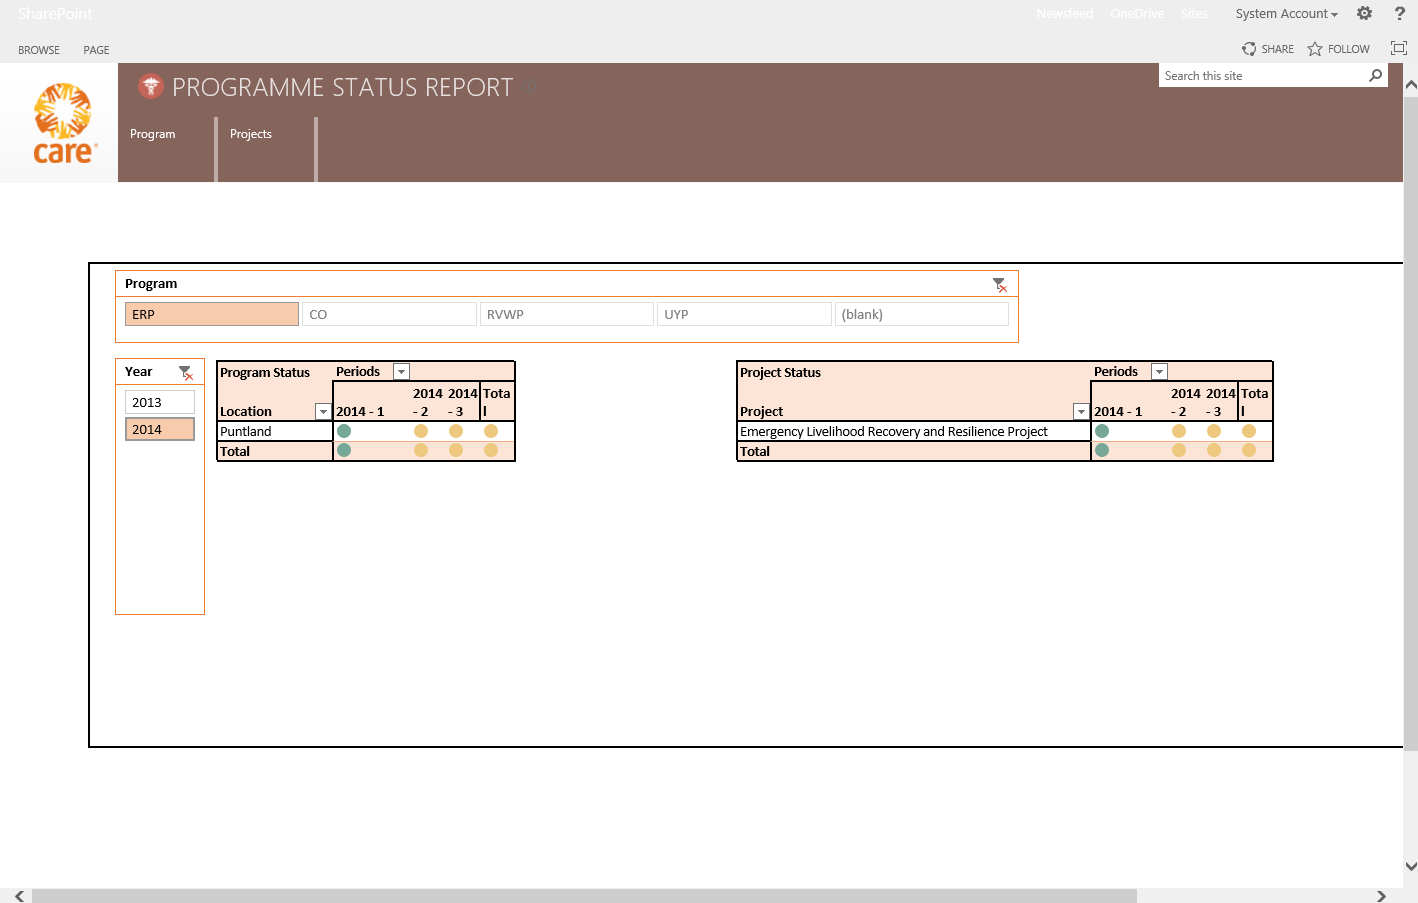 SharePoint
Newsfeed OneDrive Sites System Account ?
BROWSE PAGE
SHARE FOLLOW
care
PROGRAMME STATUS REPORT
Search this site
Program Projects
Program
ERP CO RVWP UYP (blank)
Year
2013
2014
Program Status Periods
Location 2014 - 1 2014 - 2 2014 - 3 Total
Puntland
Total
Project Status Periods
Project 2014 - 1 2014 - 2 2014 - 3 Total
Emergency Livelihood Recovery and Resilience Project
Total